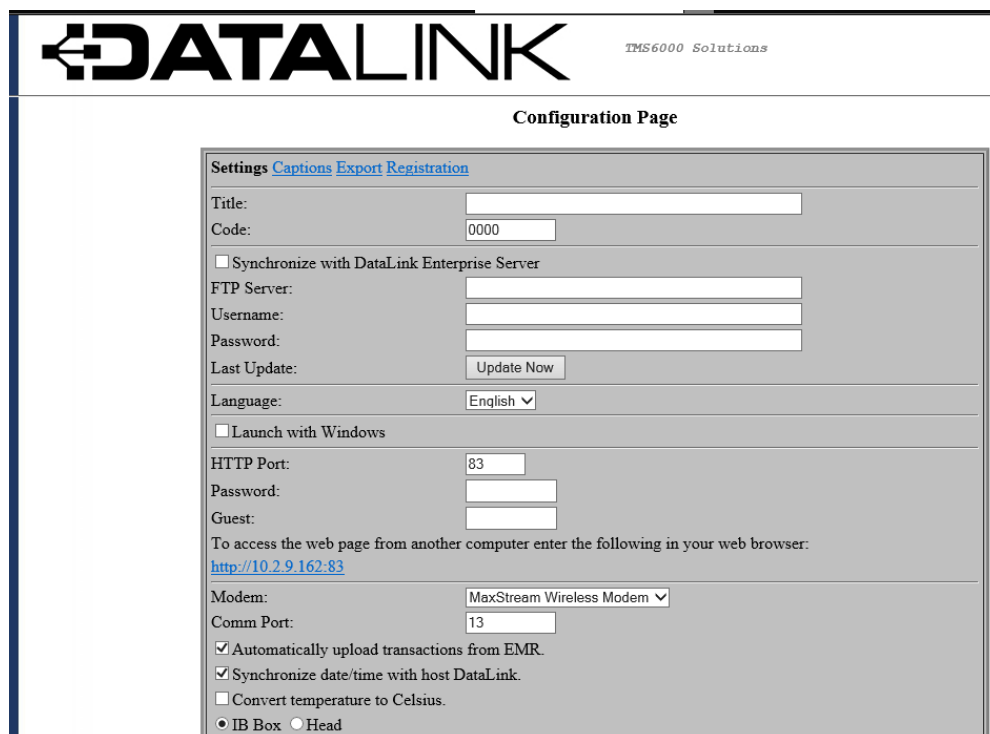 DATALINK
TMS6000 Solutions
Configuration Page
Settings Captions Export Registration
Title:
Code: 0000
Synchronize with DataLink Enterprise Server
FTP Server:
Username:
Password:
Last Update: Update Now
Language: English
Launch with Windows
HTTP Port: 83
Password:
Guest:
To access the web page from another computer enter the following in your web browser:
http://10.2.9.162:83
Modem: MaxStream Wireless Modem
Comm Port: 13
Automatically upload transactions from EMR.
Synchronize date/time with host DataLink.
Convert temperature to Celsius.
IB Box Head